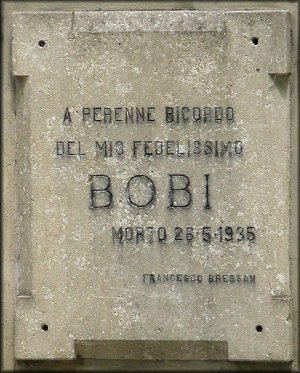 A PERENNE RICORDO
DEL MIO FEDELISSIMO
BOBI
MORTO 26·5·1935
FRANCESCO BRESSAN